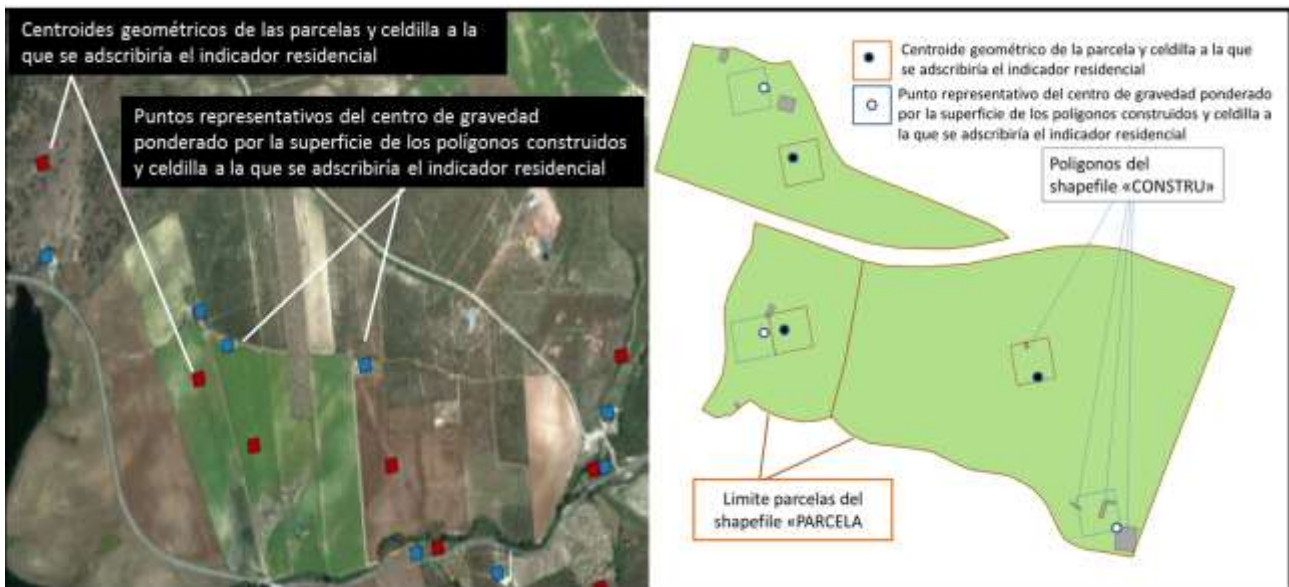 Centroides geométricos de las parcelas y celdilla a la
que se adscribiría el indicador residencial
Puntos representativos del centro de gravedad
ponderado por la superficie de los polígonos construidos
y celdilla a la que se adscribiría el indicador residencial
Centroide geométrico de la parcela y celdilla a la que
se adscribiría el indicador residencial
Punto representativo del centro de gravedad ponderado
por la superficie de los polígonos construidos y celdilla a
la que se adscribiría el indicador residencial
Poligonos del
shapefile «CONSTRU»
Limite parcelas del
shapefile «PARCELA